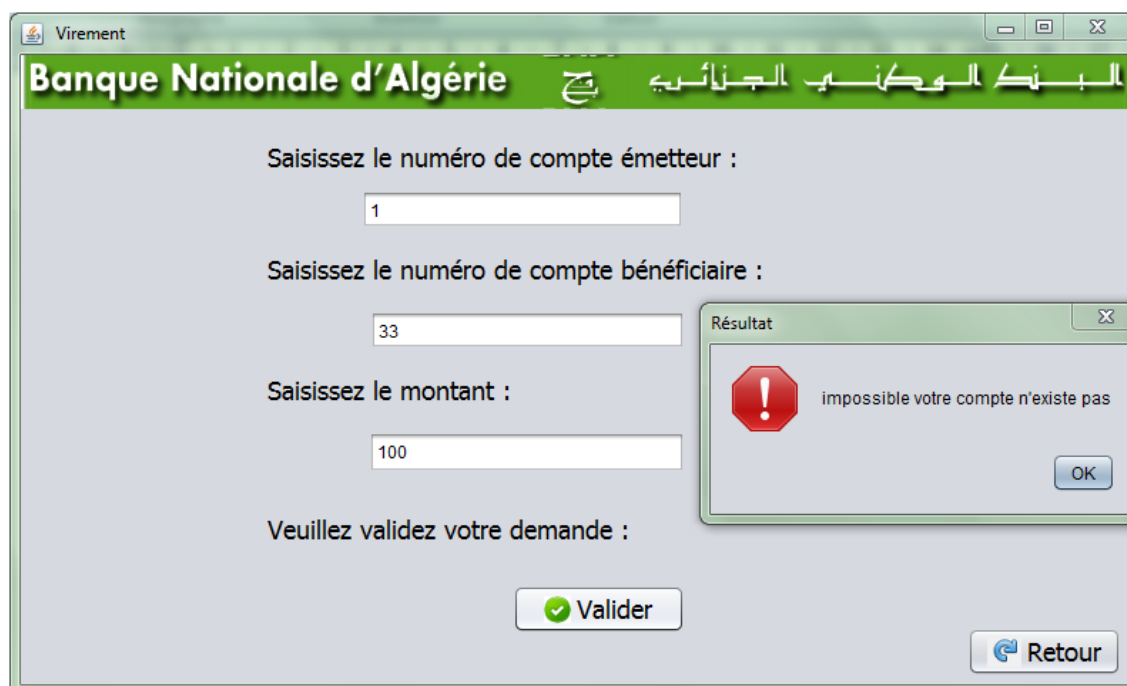 Virement
Banque Nationale d'Algérie البنك الوطني الجزائري
Saisissez le numéro de compte émetteur :
1
Saisissez le numéro de compte bénéficiaire :
33
Résultat
impossible votre compte n'existe pas
OK
Saisissez le montant :
100
Veuillez validez votre demande :
Valider
Retour